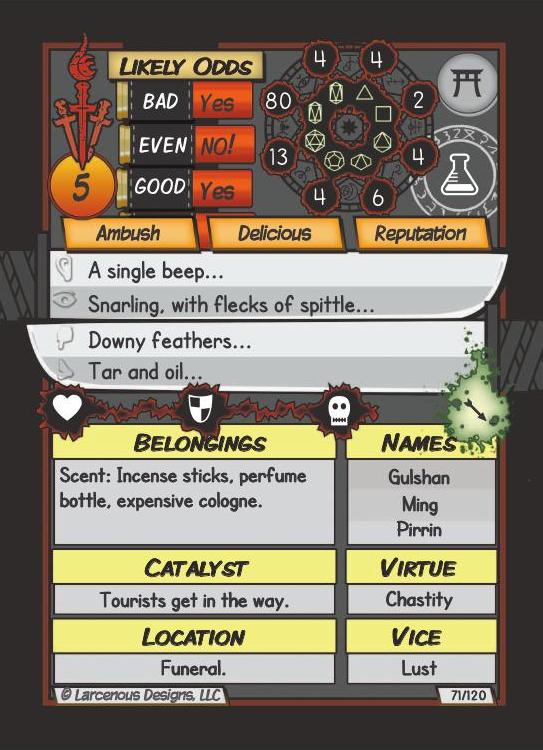 LIKELY ODDS
BAD Yes
EVEN NO!
GOOD Yes
5
4 4
80 2
13 4
4 6
Ambush Delicious Reputation
A single beep...
Snarling, with flecks of spittle...
Downy feathers...
Tar and oil...
BELONGINGS
Scent: Incense sticks, perfume
bottle, expensive cologne.
NAMES
Gulshan
Ming
Pirrin
CATALYST
Tourists get in the way.
VIRTUE
Chastity
LOCATION
Funeral.
VICE
Lust
© Larcenous Designs, LLC
71/120